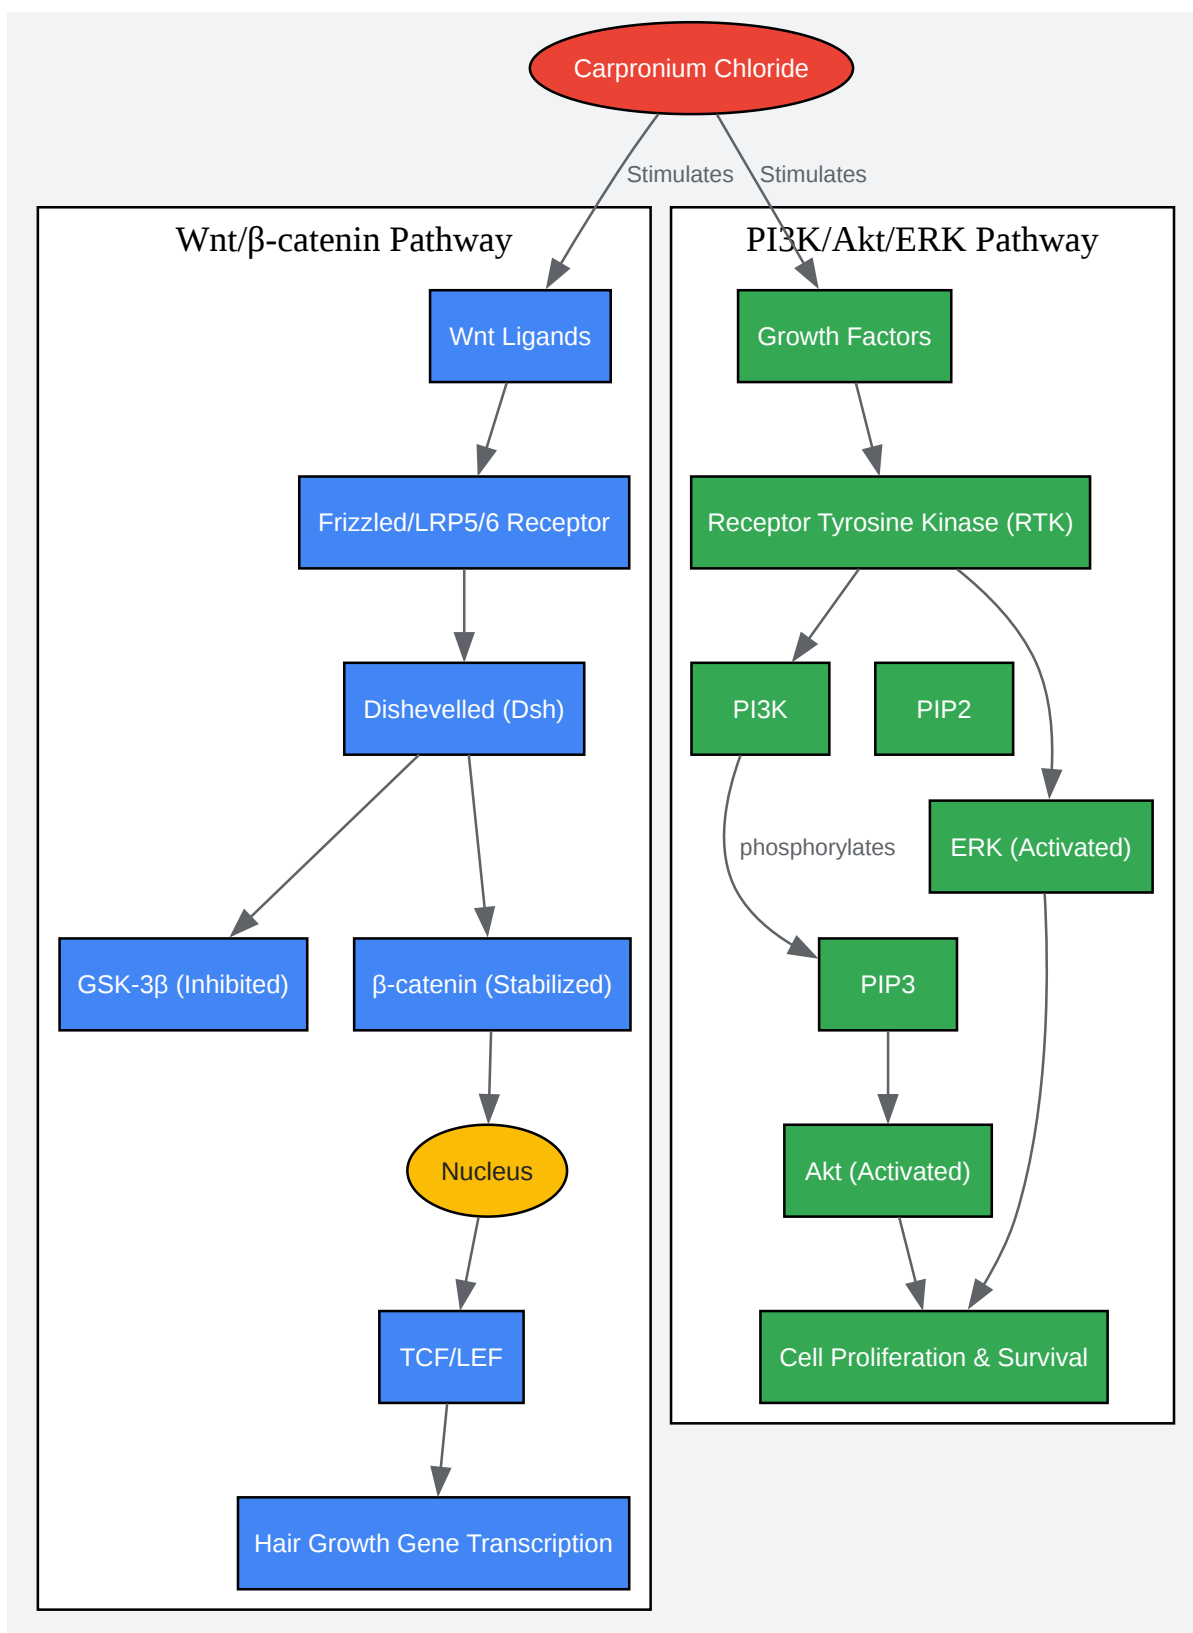 Carpronium Chloride
Stimulates
Stimulates
Wnt/β-catenin Pathway
Wnt Ligands
Frizzled/LRP5/6 Receptor
Dishevelled (Dsh)
GSK-3β (Inhibited)
β-catenin (Stabilized)
Nucleus
TCF/LEF
Hair Growth Gene Transcription
PI3K/Akt/ERK Pathway
Growth Factors
Receptor Tyrosine Kinase (RTK)
PI3K
PIP2
phosphorylates
ERK (Activated)
PIP3
Akt (Activated)
Cell Proliferation & Survival